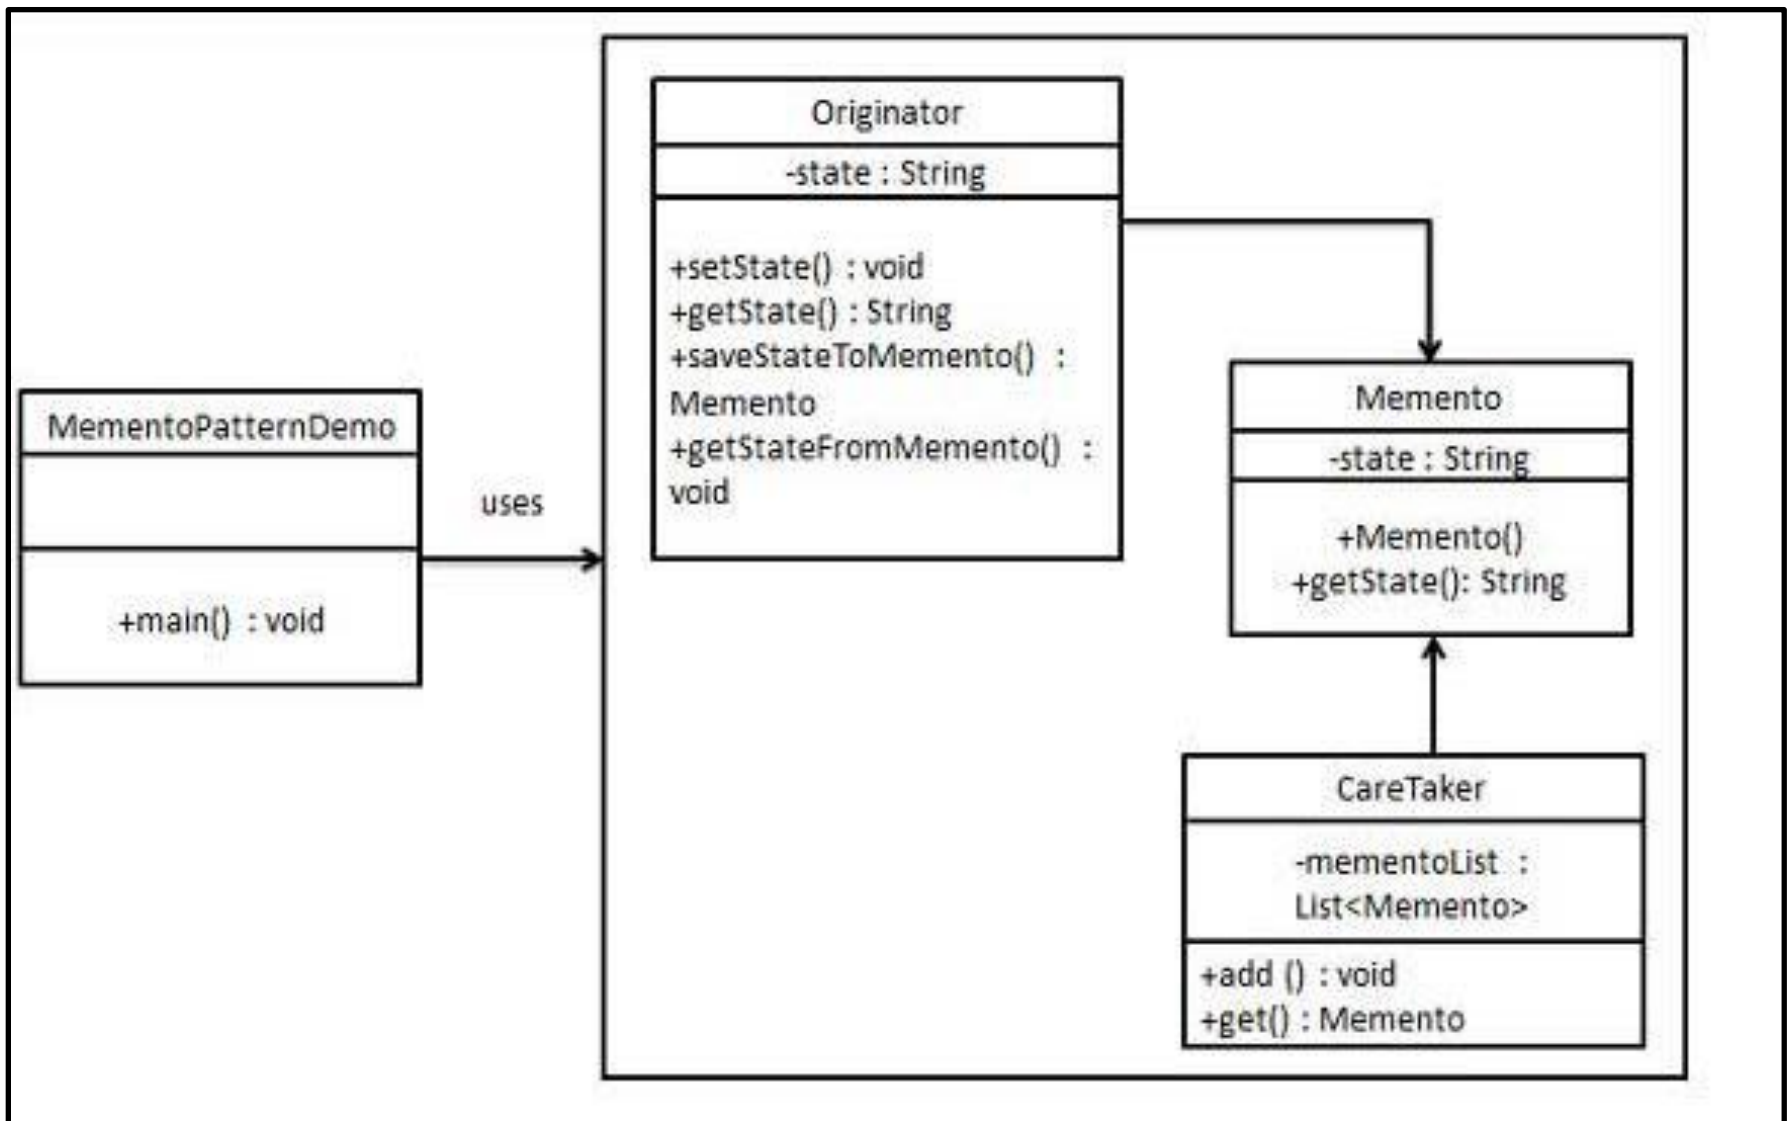 Originator
-state : String
+setState() : void
+getState() : String
+saveStateToMemento() :
Memento
+getStateFromMemento() :
void
MementoPatternDemo
+main() : void
uses
Memento
-state : String
+Memento()
+getState(): String
CareTaker
-mementoList :
List<Memento>
+add () : void
+get() : Memento